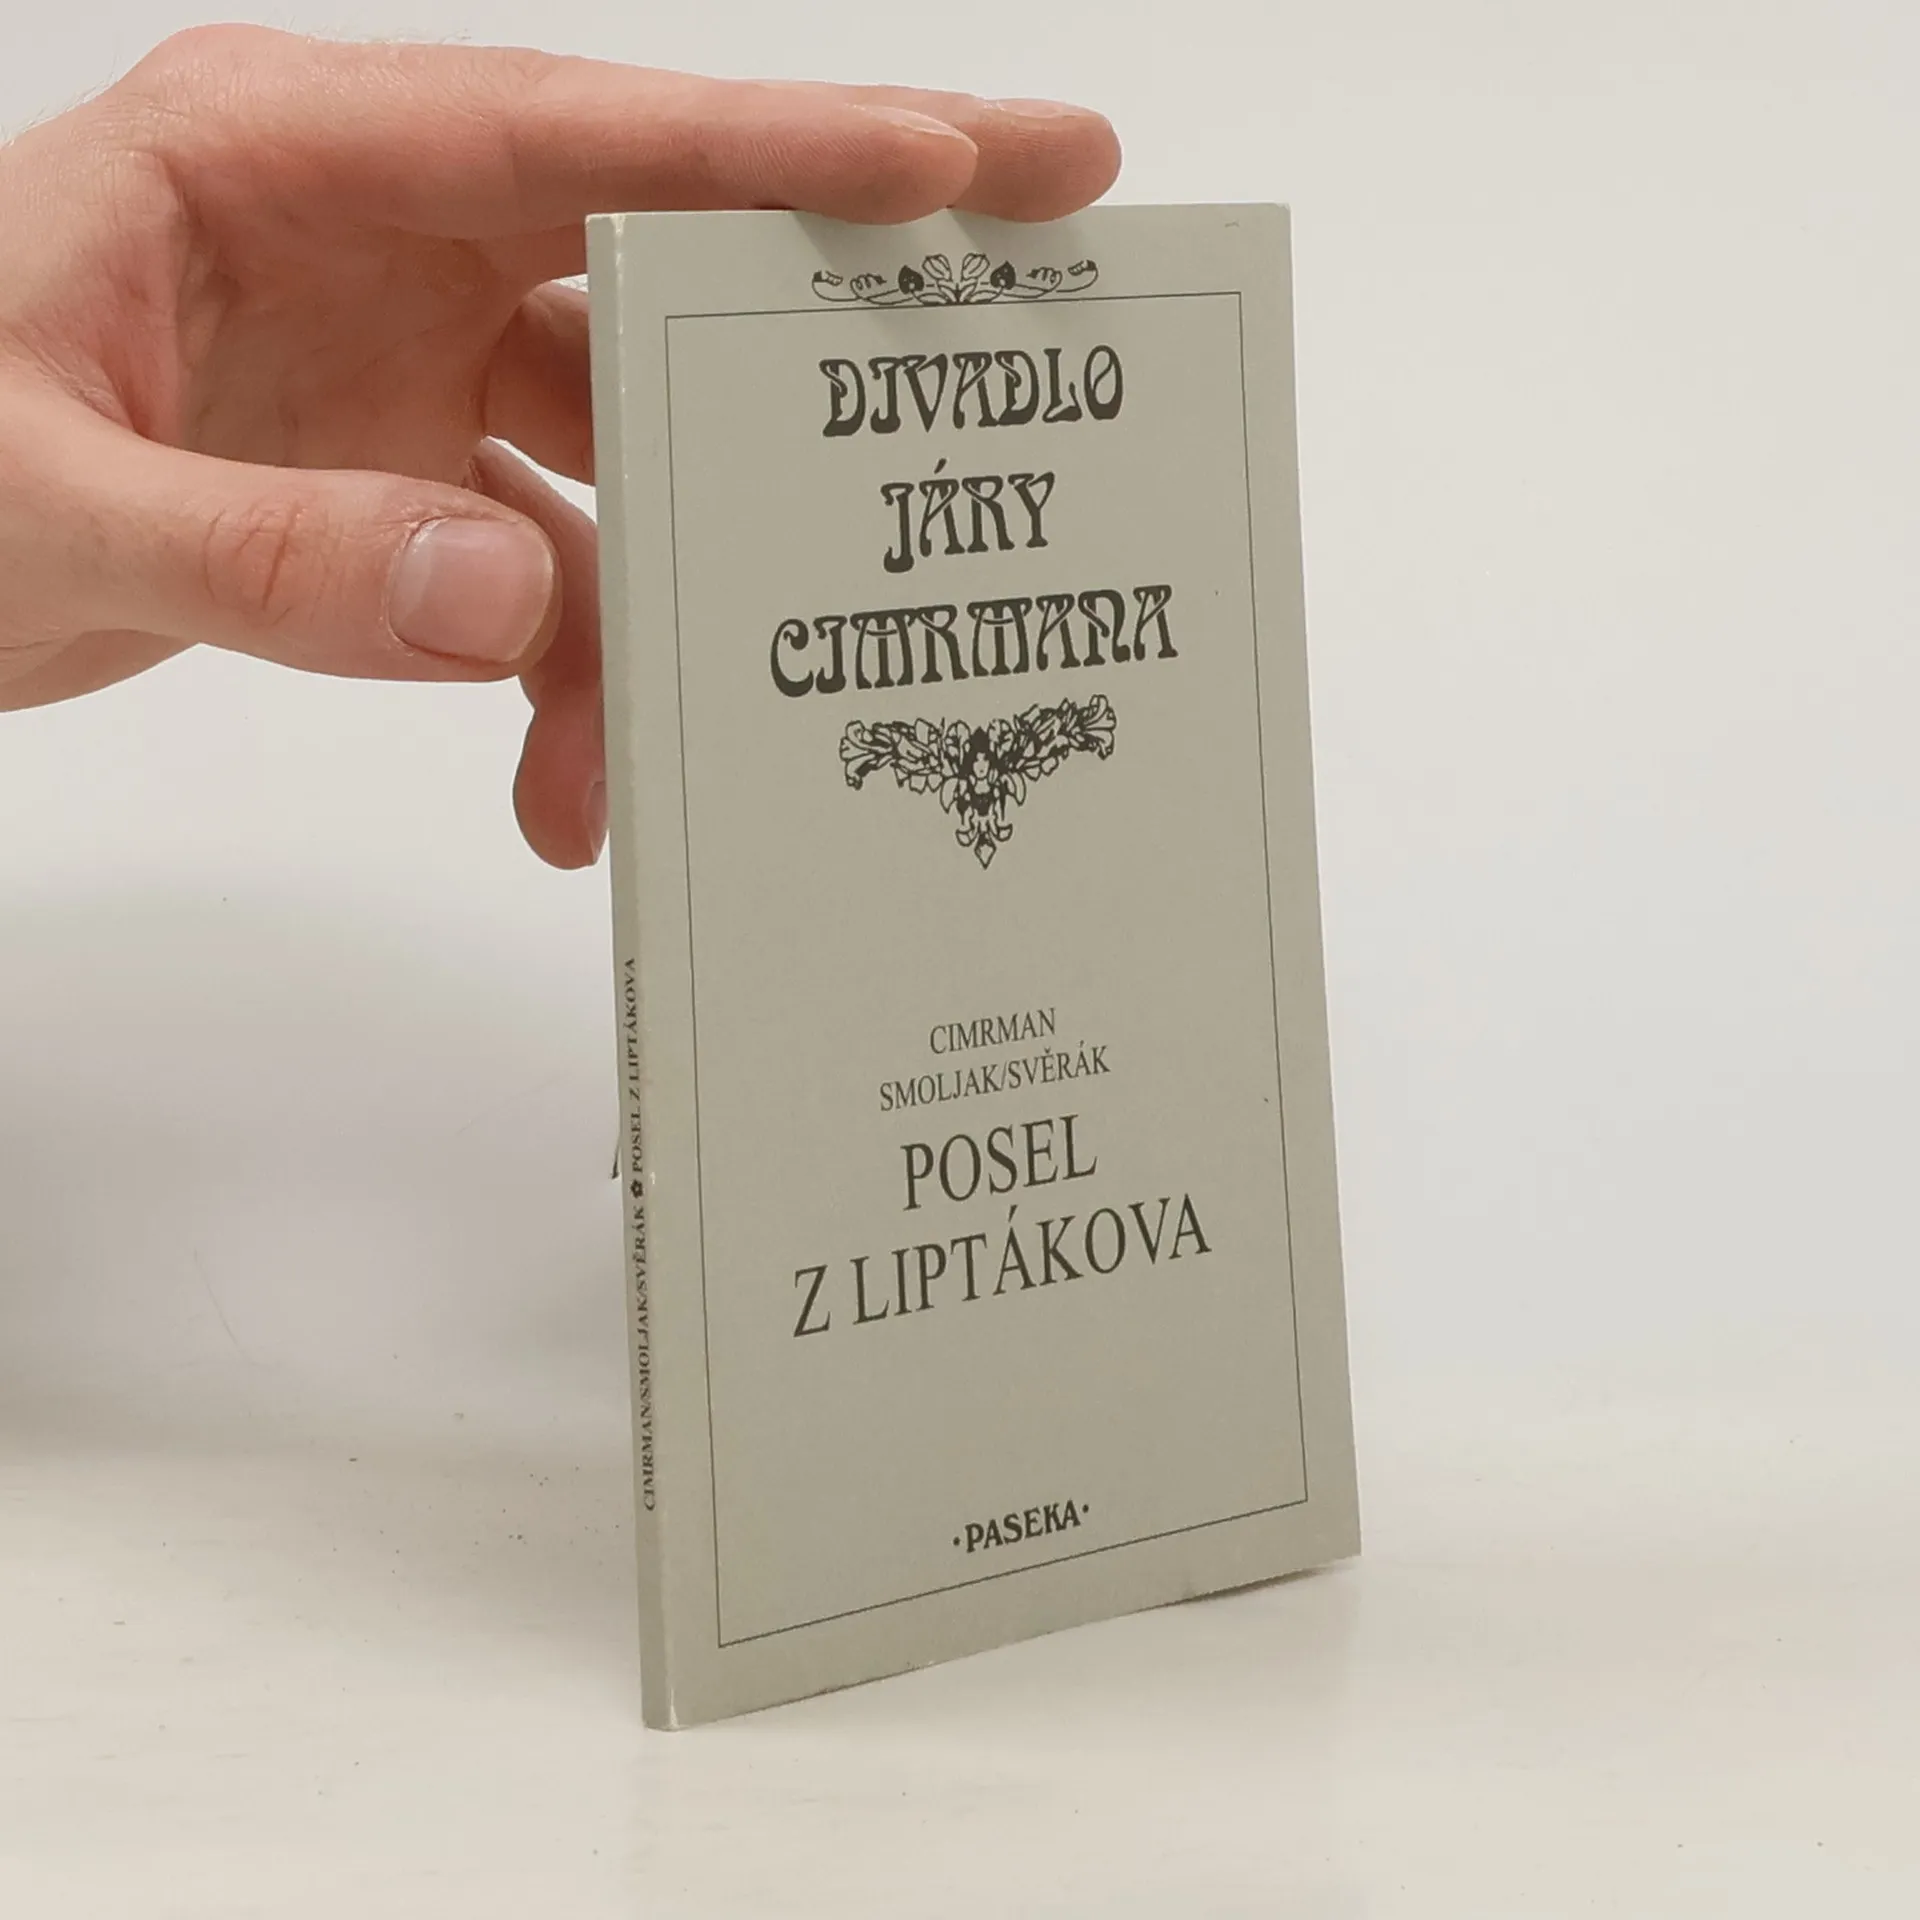 DIVADLO
JÁRY
CIMRMANA
CIMRMAN
SMOLJAK/SVĚRÁK
POSEL
Z LIPTÁKOVA
·PASEKA·
CIMRMAN/SMOLJAK/SVĚRÁK ✿ POSEL Z LIPTÁKOVA